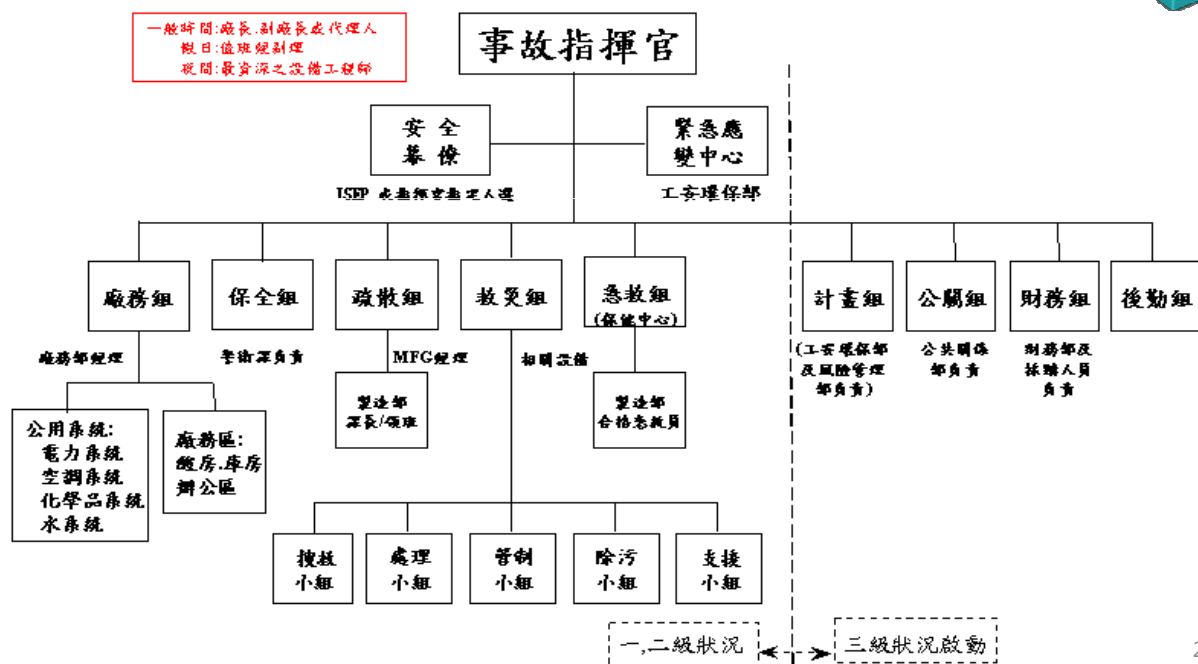 一般時間:廠長.副廠長或代理人
假日:值班經副理
夜間:最資深之設備工程師
事故指揮官
安 全
幕 僚
緊急應
變中心
ISEP 或指揮官指定人選
工安環保部
廠務組
保全組
疏散組
救災組
急救組
(保健中心)
計畫組
公關組
財務組
後勤組
廠務部經理
警衛課負責
MFG經理
相關設備
(工安環保部
及風險管理
部負責)
公共關係
部負責
財務部及
採購人員
負責
製造部
課長/領班
製造部
合格急救員
公用系統:
電力系統
空調系統
化學品系統
水系統
廠務區:
機房.庫房
辦公區
搜救
小組
處理
小組
管制
小組
除污
小組
支援
小組
一,二級狀況
三級狀況啟動
2